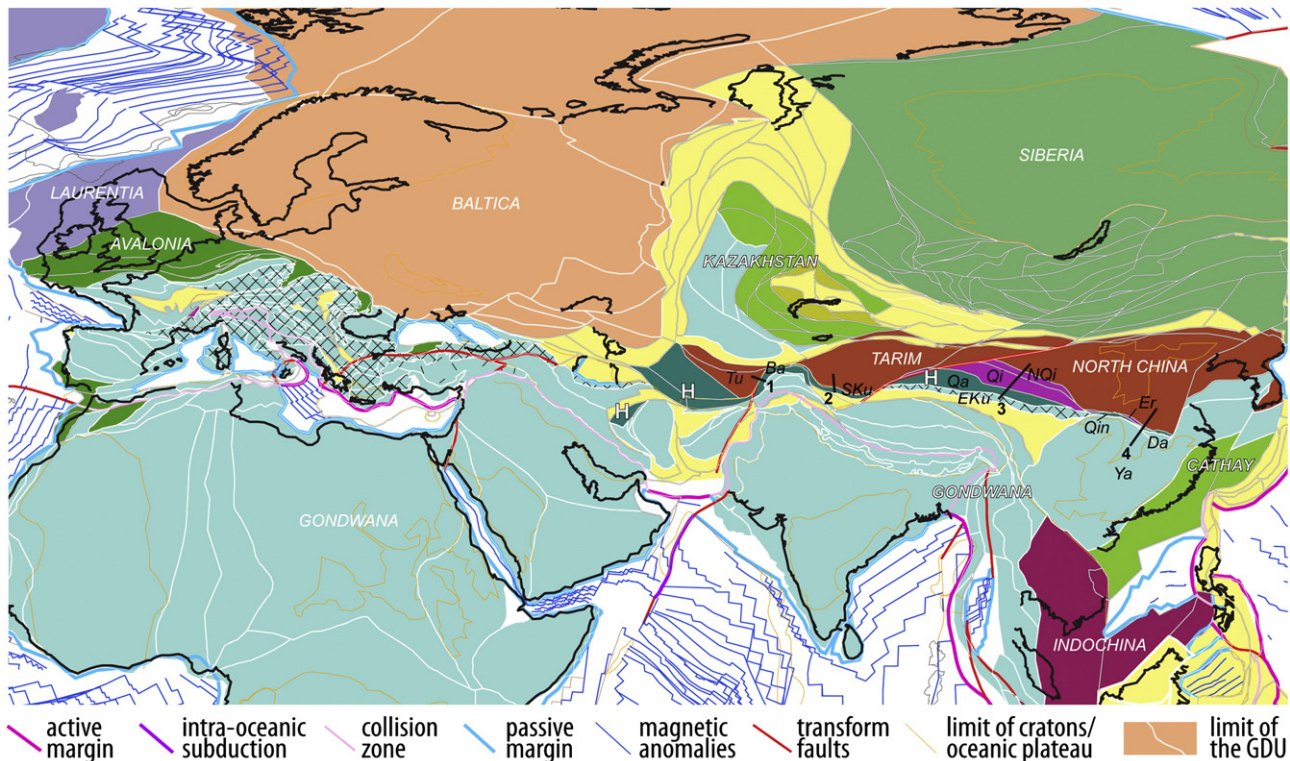 SIBERIA
LAURENTIA
BALTICA
AVALONIA
KAZAKHSTAN
TARIM
Ba
Tu
1
H
SKu
2
H
Qa
Qi
NQi
EKu
3
NORTH CHINA
H
Er
Qin
Da
4
Ya
CATHAY
GONDWANA
GONDWANA
INDOCHINA
active
margin
intra-oceanic
subduction
collision
zone
passive
margin
magnetic
anomalies
transform
faults
limit of cratons/
oceanic plateau
limit of
the GDU